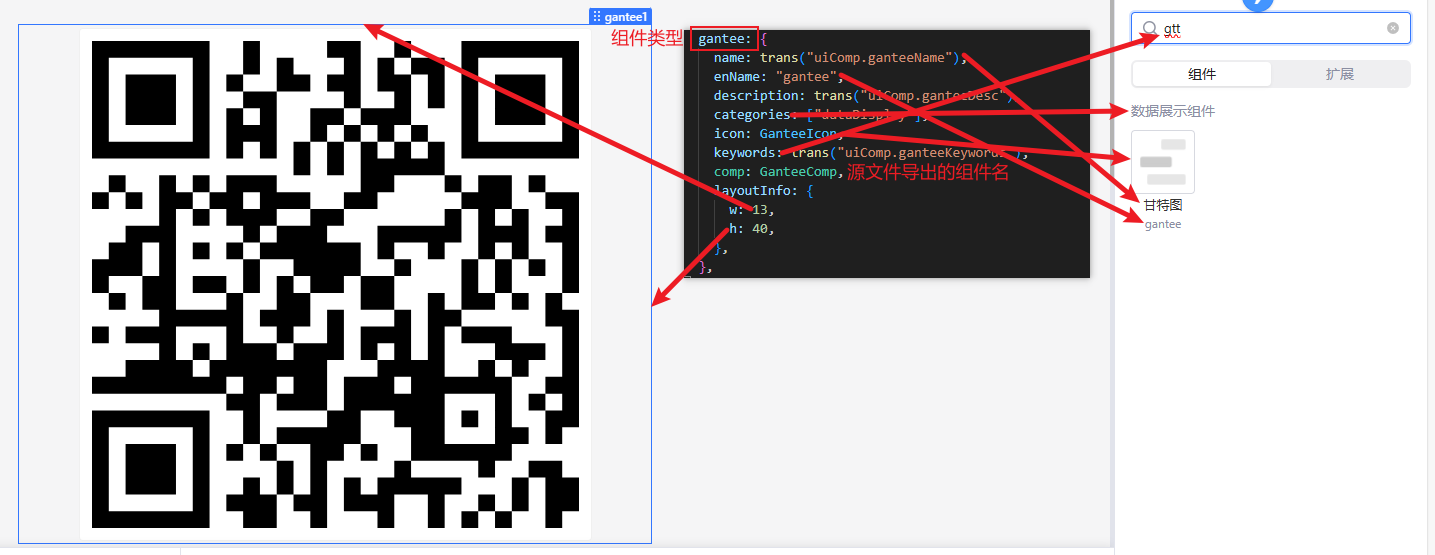 gantee1
组件类型
gantee: {
name: trans("uiComp.ganteeName"),
enName: "gantee",
description: trans("uiComp.ganteeDesc")
categories: ["dataDisplay"],
icon: GanteeIcon,
keywords: trans("uiComp.ganteeKeywords"),
comp: GanteeComp,
源文件导出的组件名
layoutInfo: {
w: 13,
h: 40,
},
},
gtt
组件
扩展
数据展示组件
甘特图
gantee